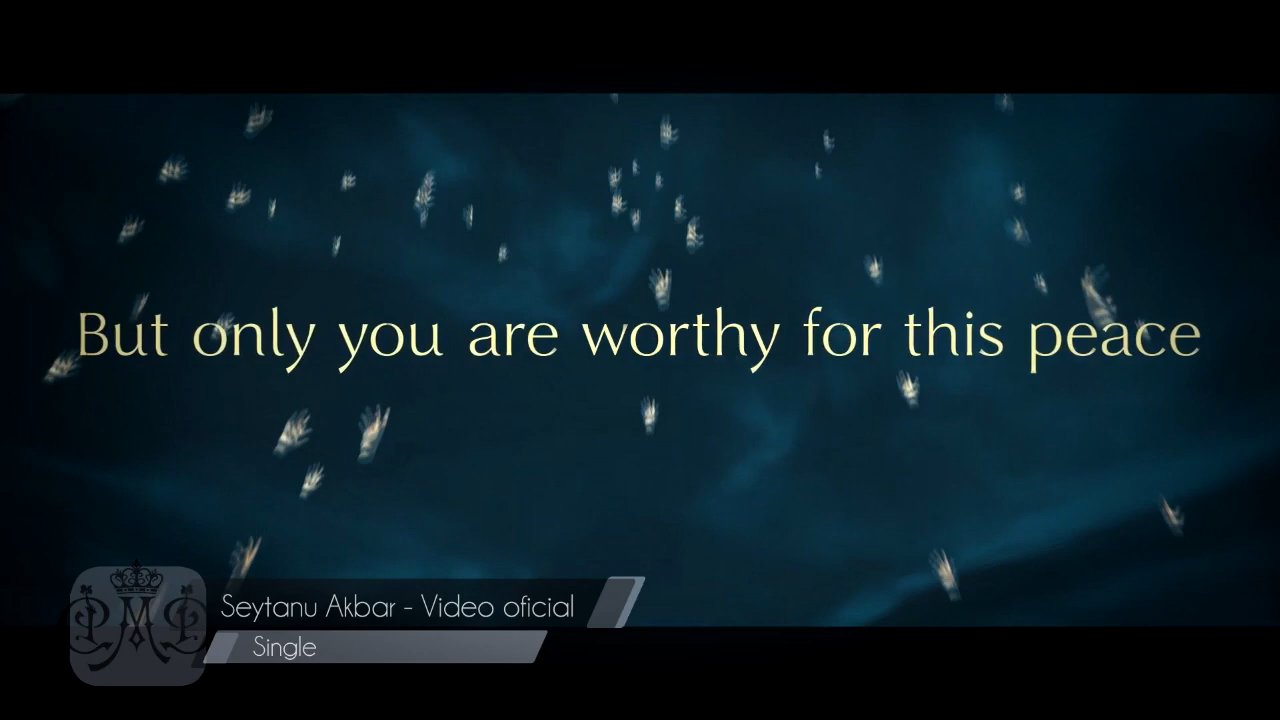 But only you are worthy for this peace
Seytanu Akbar - Video oficial
Single